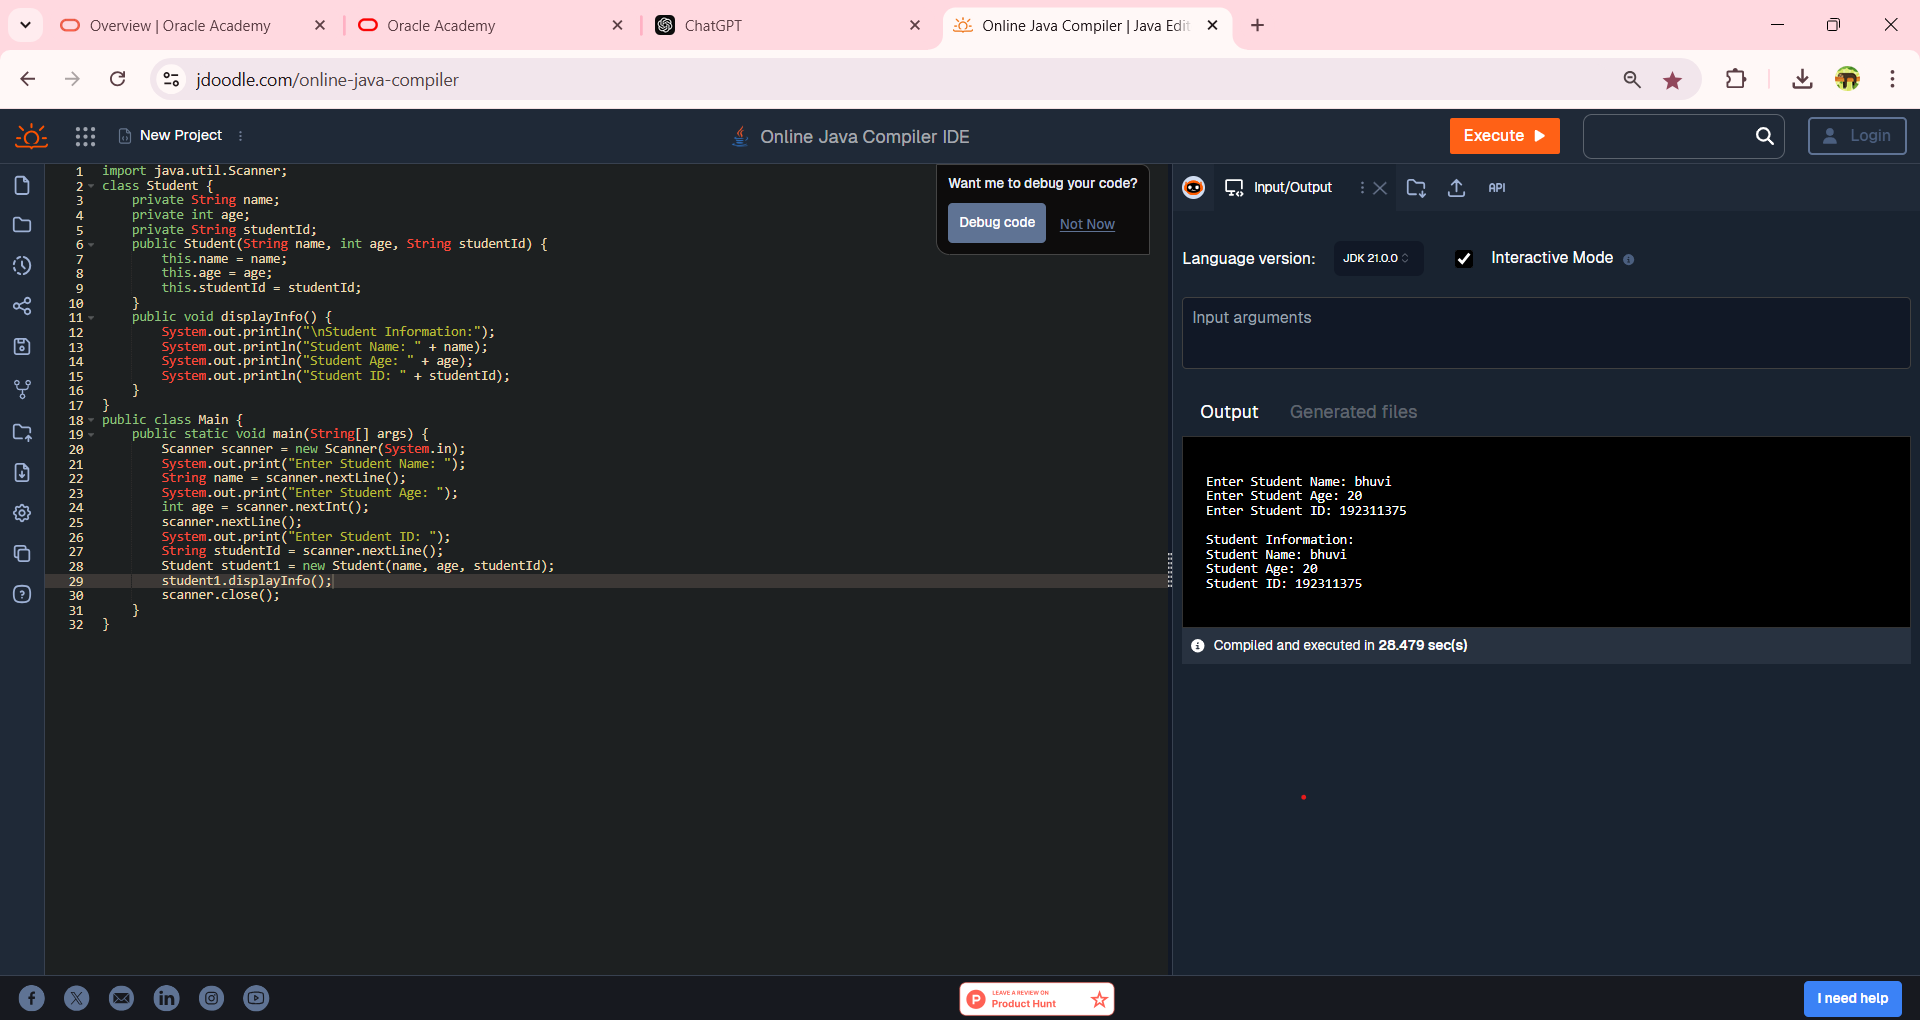 Overview | Oracle Academy
Oracle Academy
ChatGPT
Online Java Compiler | Java Edit
jdoodle.com/online-java-compiler
New Project
Online Java Compiler IDE
Execute
Login
1 import java.util.Scanner;
2 class Student {
3     private String name;
4     private int age;
5     private String studentId;
6     public Student(String name, int age, String studentId) {
7         this.name = name;
8         this.age = age;
9         this.studentId = studentId;
10     }
11     public void displayInfo() {
12         System.out.println("\nStudent Information:");
13         System.out.println("Student Name: " + name);
14         System.out.println("Student Age: " + age);
15         System.out.println("Student ID: " + studentId);
16     }
17 }
18 public class Main {
19     public static void main(String[] args) {
20         Scanner scanner = new Scanner(System.in);
21         System.out.print("Enter Student Name: ");
22         String name = scanner.nextLine();
23         System.out.print("Enter Student Age: ");
24         int age = scanner.nextInt();
25         scanner.nextLine();
26         System.out.print("Enter Student ID: ");
27         String studentId = scanner.nextLine();
28         Student student1 = new Student(name, age, studentId);
29         student1.displayInfo();
30         scanner.close();
31     }
32 }
Want me to debug your code?
Debug code
Not Now
Input/Output
API
Language version:
JDK 21.0.0
Interactive Mode
Input arguments
Output
Generated files
Enter Student Name: bhuvi
Enter Student Age: 20
Enter Student ID: 192311375
Student Information:
Student Name: bhuvi
Student Age: 20
Student ID: 192311375
Compiled and executed in 28.479 sec(s)
LEAVE A REVIEW ON
Product Hunt
I need help